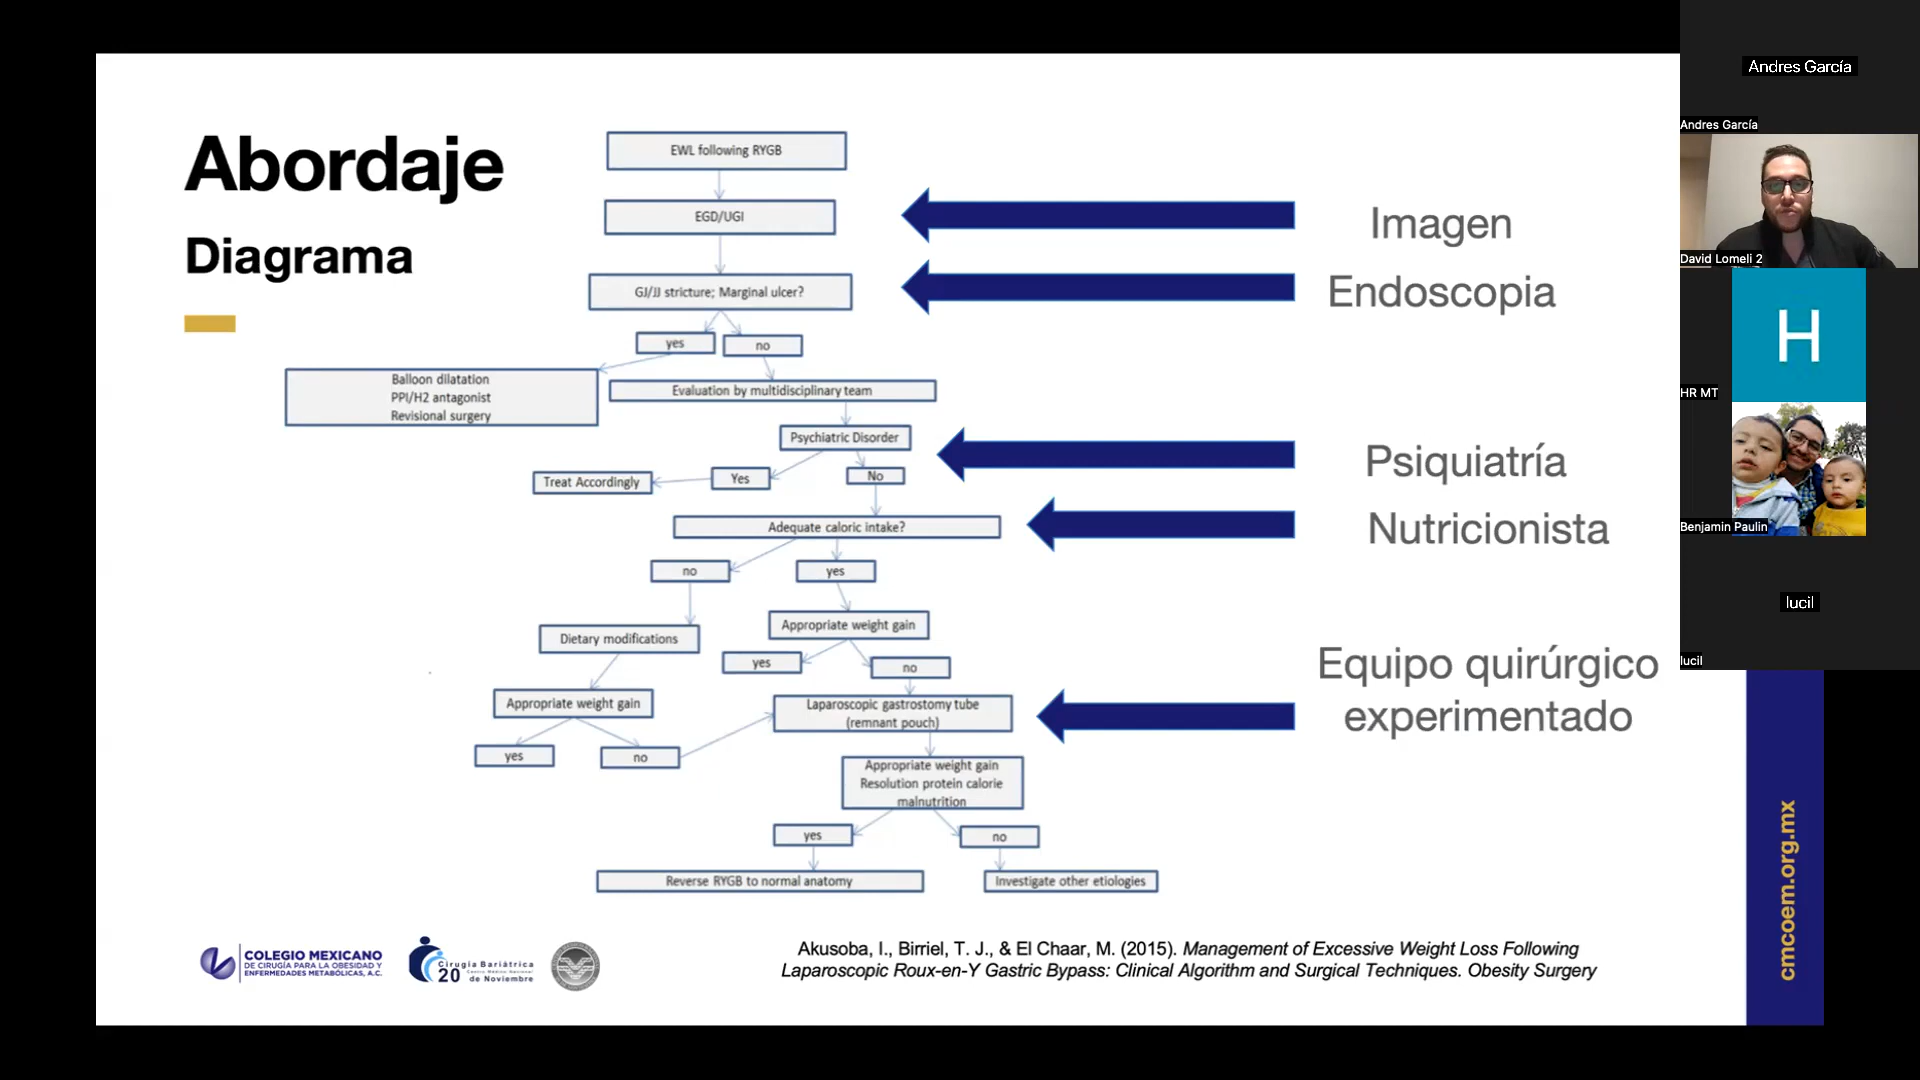 Abordaje
Diagrama
EWL following RYGB
EGD/UGI
GJ/JJ stricture; Marginal ulcer?
yes
no
Balloon dilatation
PPI/H2 antagonist
Revisional surgery
Evaluation by multidisciplinary team
Psychiatric Disorder
Treat Accordingly
Yes
No
Adequate caloric intake?
no
yes
Dietary modifications
Appropriate weight gain
yes
no
Appropriate weight gain
yes
no
Laparoscopic gastrostomy tube
(remnant pouch)
Appropriate weight gain
Resolution protein calorie
malnutrition
yes
no
Reverse RYGB to normal anatomy
Investigate other etiologies
Imagen
Endoscopia
Psiquiatría
Nutricionista
Equipo quirúrgico
experimentado
COLEGIO MEXICANO
DE CIRUGÍA PARA LA OBESIDAD Y
ENFERMEDADES METABÓLICAS, A.C.
Cirugía Bariátrica
Centro Médico Nacional
20 de Noviembre
Akusoba, I., Birriel, T. J., & El Chaar, M. (2015). Management of Excessive Weight Loss Following
Laparoscopic Roux-en-Y Gastric Bypass: Clinical Algorithm and Surgical Techniques. Obesity Surgery
cmcoem.org.mx
Andres García
Andres García
David Lomeli 2
H
HR MT
Benjamin Paulin
lucil
lucil